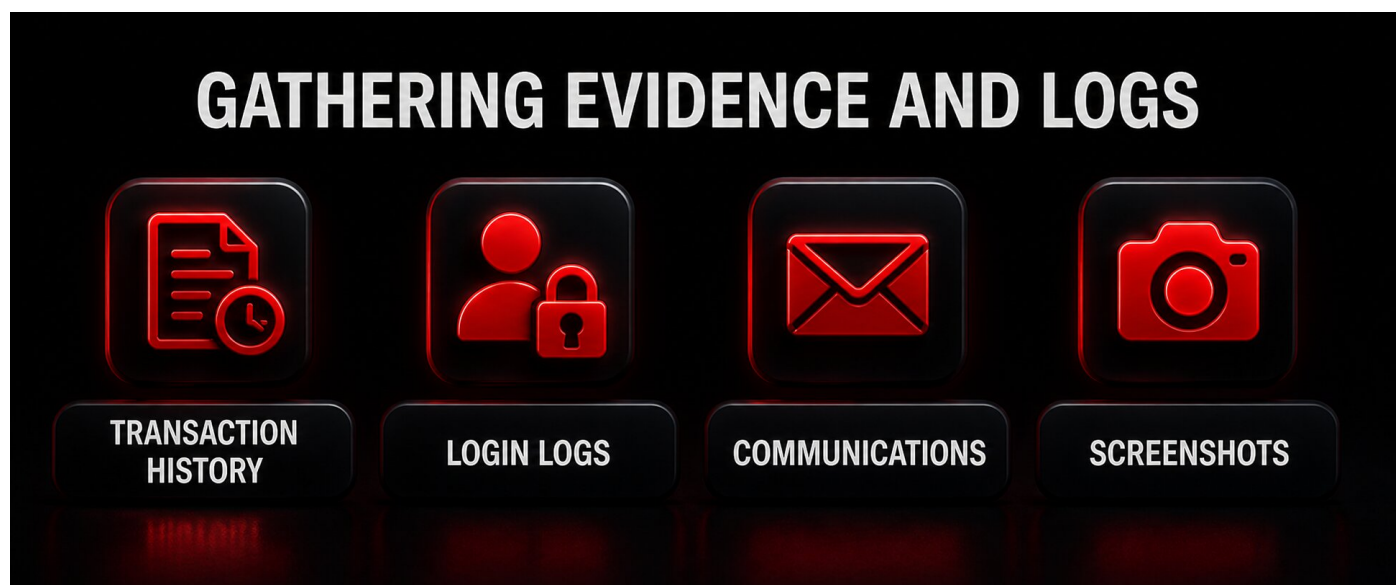 GATHERING EVIDENCE AND LOGS
TRANSACTION
HISTORY
LOGIN LOGS
COMMUNICATIONS
SCREENSHOTS